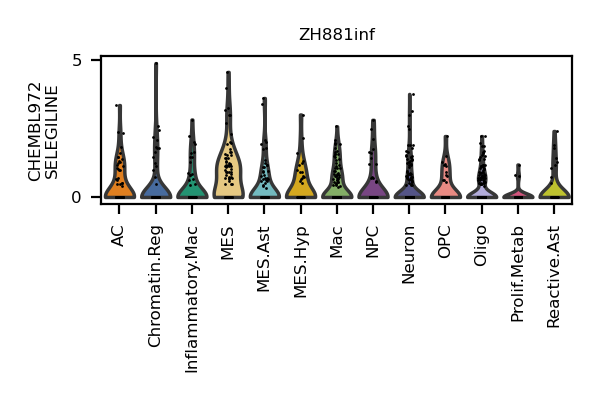 ZH881inf
CHEMBL972
SELEGILINE
5
0
AC
Chromatin.Reg
Inflammatory.Mac
MES
MES.Ast
MES.Hyp
Mac
NPC
Neuron
OPC
Oligo
Prolif.Metab
Reactive.Ast